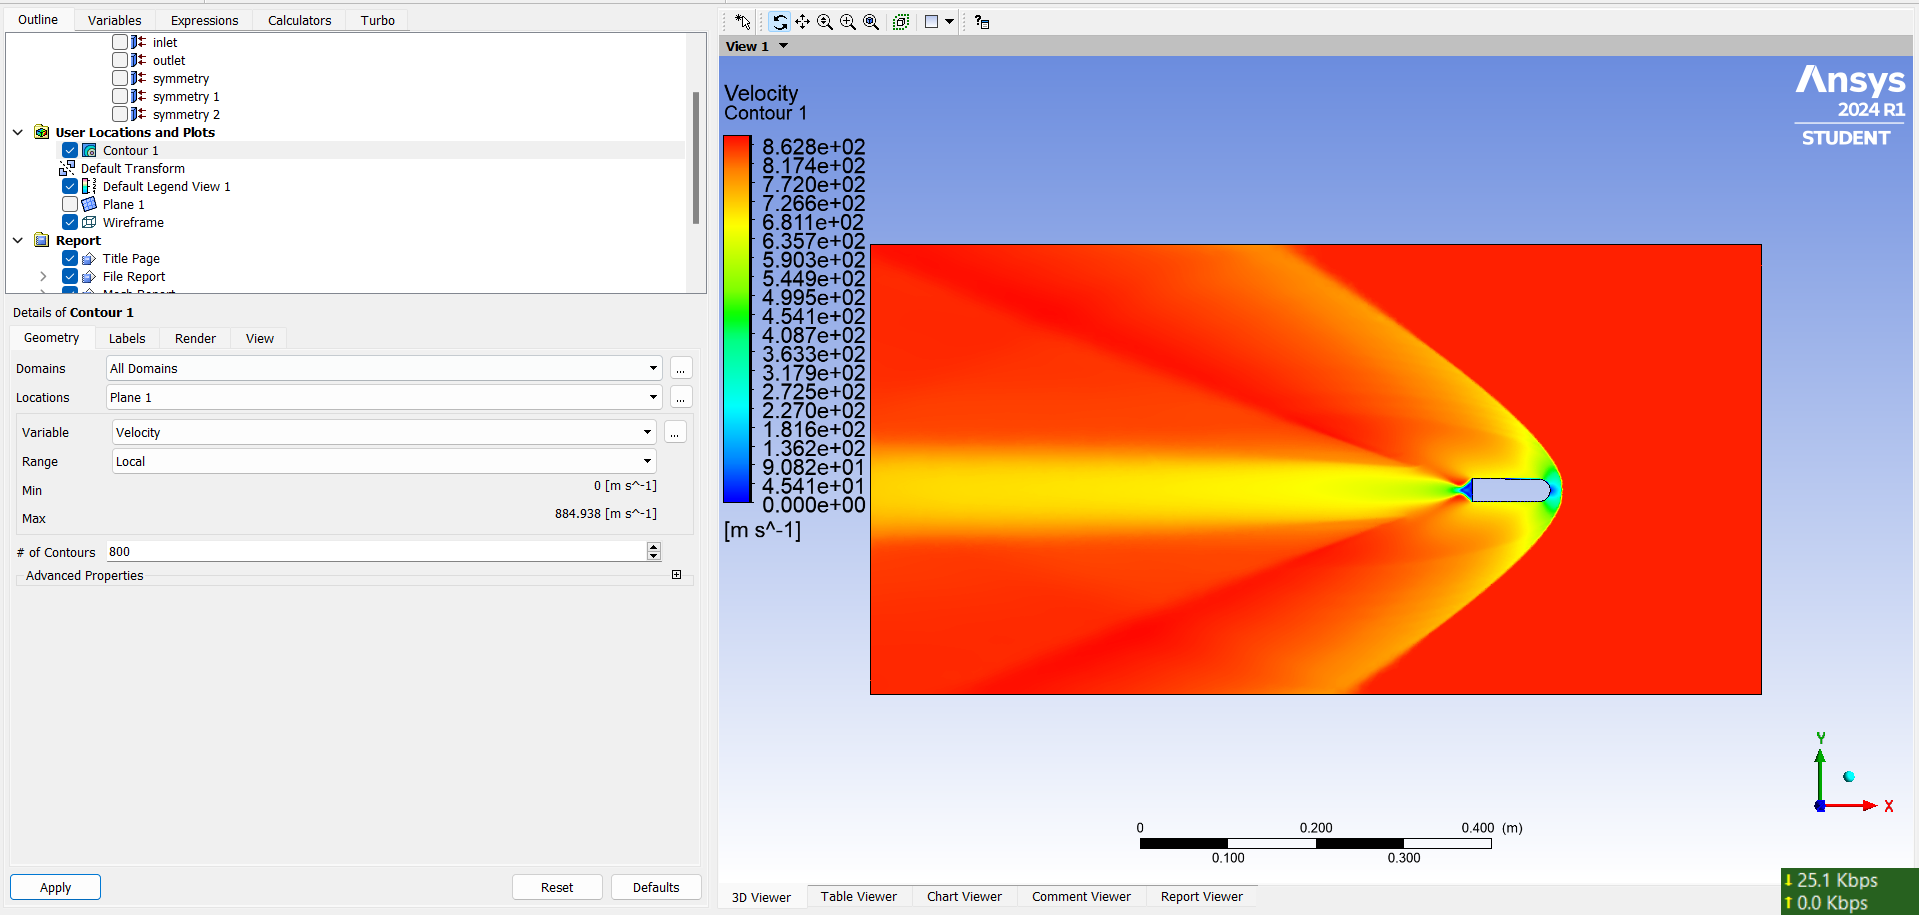 Outline Variables Expressions Calculators Turbo
inlet
outlet
symmetry
symmetry 1
symmetry 2
User Locations and Plots
Contour 1
Default Transform
Default Legend View 1
Plane 1
Wireframe
Report
Title Page
File Report
Mesh Report
Details of Contour 1
Geometry Labels Render View
Domains All Domains ...
Locations Plane 1 ...
Variable Velocity ...
Range Local
Min 0 [m s^-1]
Max 884.938 [m s^-1]
# of Contours 800
Advanced Properties
Apply Reset Defaults
View 1
Velocity
Contour 1
8.628e+02
8.174e+02
7.720e+02
7.266e+02
6.811e+02
6.357e+02
5.903e+02
5.449e+02
4.995e+02
4.541e+02
4.087e+02
3.633e+02
3.179e+02
2.725e+02
2.270e+02
1.816e+02
1.362e+02
9.082e+01
4.541e+01
0.000e+00
[m s^-1]
Ansys
2024 R1
STUDENT
Y
X
0 0.200 0.400 (m)
0.100 0.300
3D Viewer Table Viewer Chart Viewer Comment Viewer Report Viewer
25.1 Kbps
0.0 Kbps